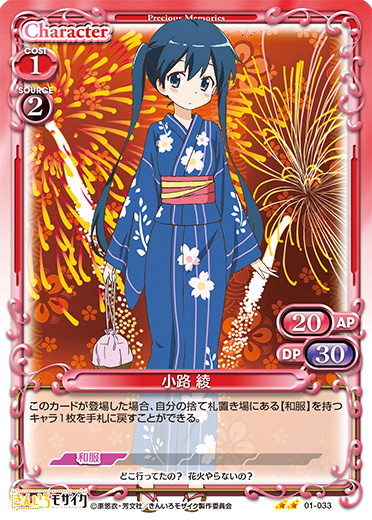 Precious Memories
Character
COST
1
SOURCE
2
20 AP
DP 30
小路 綾
このカードが登場した場合、自分の捨て札置き場にある【和服】を持つ
キャラ1枚を手札に戻すことができる。
和服
どこ行ってたの? 花火やらないの?
きんいろモザイク
©原悠衣・芳文社 / きんいろモザイク製作委員会
01-033